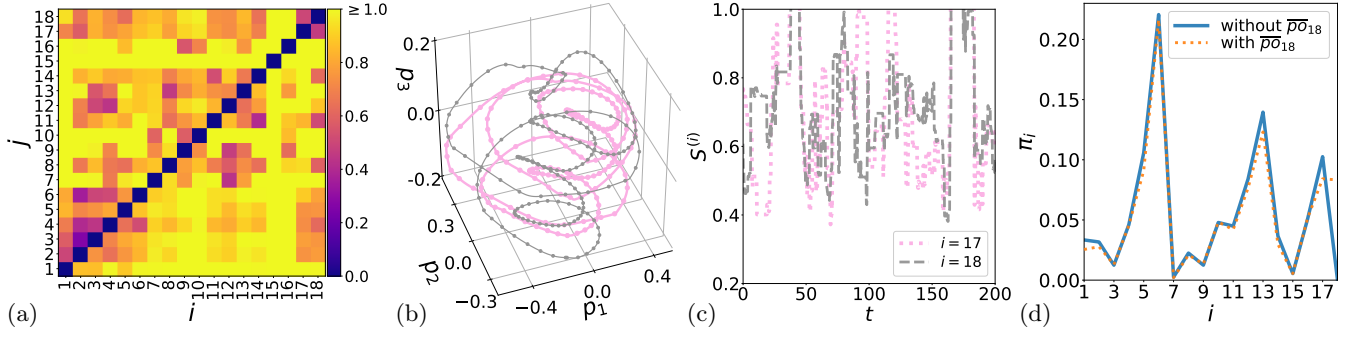 ≥ 1.0
0.8
0.6
0.4
0.2
0.0
18
17
16
15
14
13
12
11
10
9
8
7
6
5
4
3
2
1
j
1 2 3 4 5 6 7 8 9 10 11 12 13 14 15 16 17 18
i
(a)
0.2
0.0
-0.2
p₃
0.3
0.0
−0.3
p₂
−0.4 0.0 0.4
p₁
(b)
1.0
0.8
0.6
0.4
0.2
S⁽ⁱ⁾
i = 17
i = 18
0 50 100 150 200
t
(c)
0.20
0.15
0.10
0.05
0.00
πᵢ
without p̅o̅₁₈
with p̅o̅₁₈
1 3 5 7 9 11 13 15 17
i
(d)